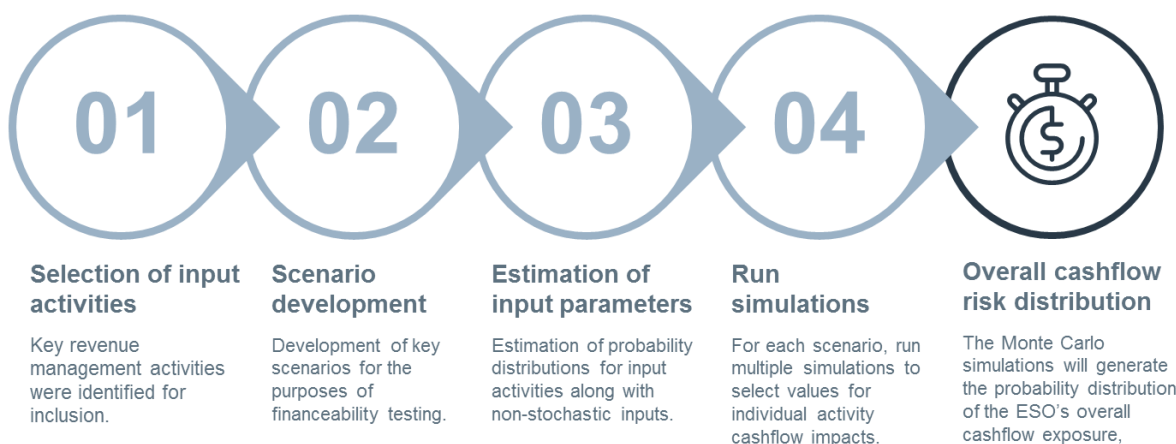 01
02
03
04
$
Selection of input
activities
Key revenue
management activities
were identified for
inclusion.
Scenario
development
Development of key
scenarios for the
purposes of
financeability testing.
Estimation of
input parameters
Estimation of probability
distributions for input
activities along with
non-stochastic inputs.
Run
simulations
For each scenario, run
multiple simulations to
select values for
individual activity
cashflow impacts.
Overall cashflow
risk distribution
The Monte Carlo
simulations will generate
the probability distribution
of the ESO's overall
cashflow exposure,